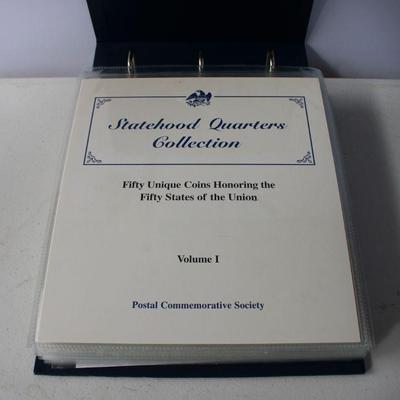 Statehood Quarters
Collection
Fifty Unique Coins Honoring the
Fifty States of the Union
Volume I
Postal Commemorative Society